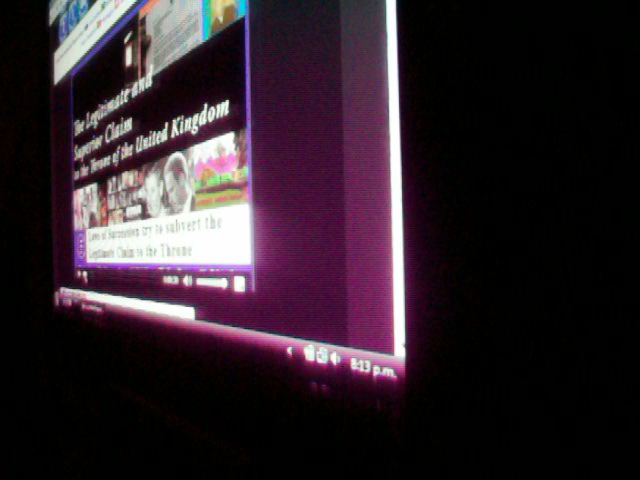 The Legitimate and
Superior Claim
to the Throne of the United Kingdom
Laws of Succession try to subvert the
Legitimate Claim to the Throne
8:13 p.m.